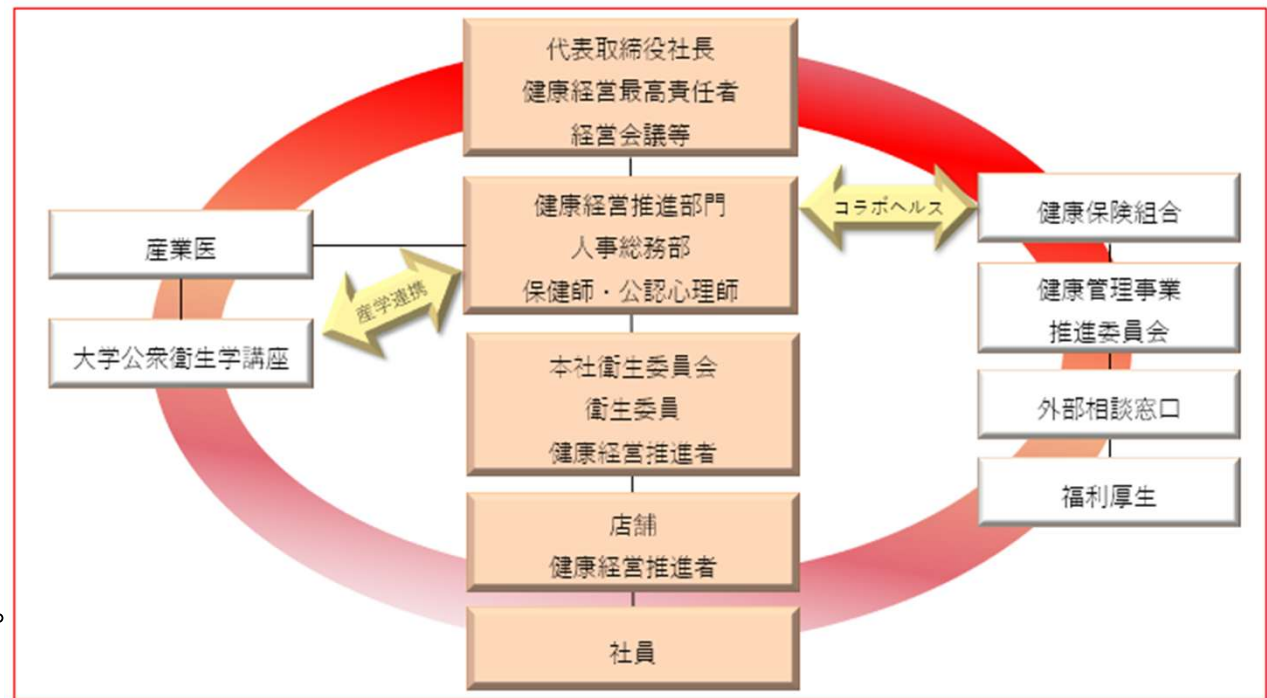 代表取締役社長
健康経営最高責任者
経営会議等
健康経営推進部門
人事総務部
保健師・公認心理師
コラボヘルス
健康保険組合
産業医
産学連携
健康管理事業
推進委員会
大学公衆衛生学講座
本社衛生委員会
衛生委員
健康経営推進者
外部相談窓口
福利厚生
店舗
健康経営推進者
社員
。